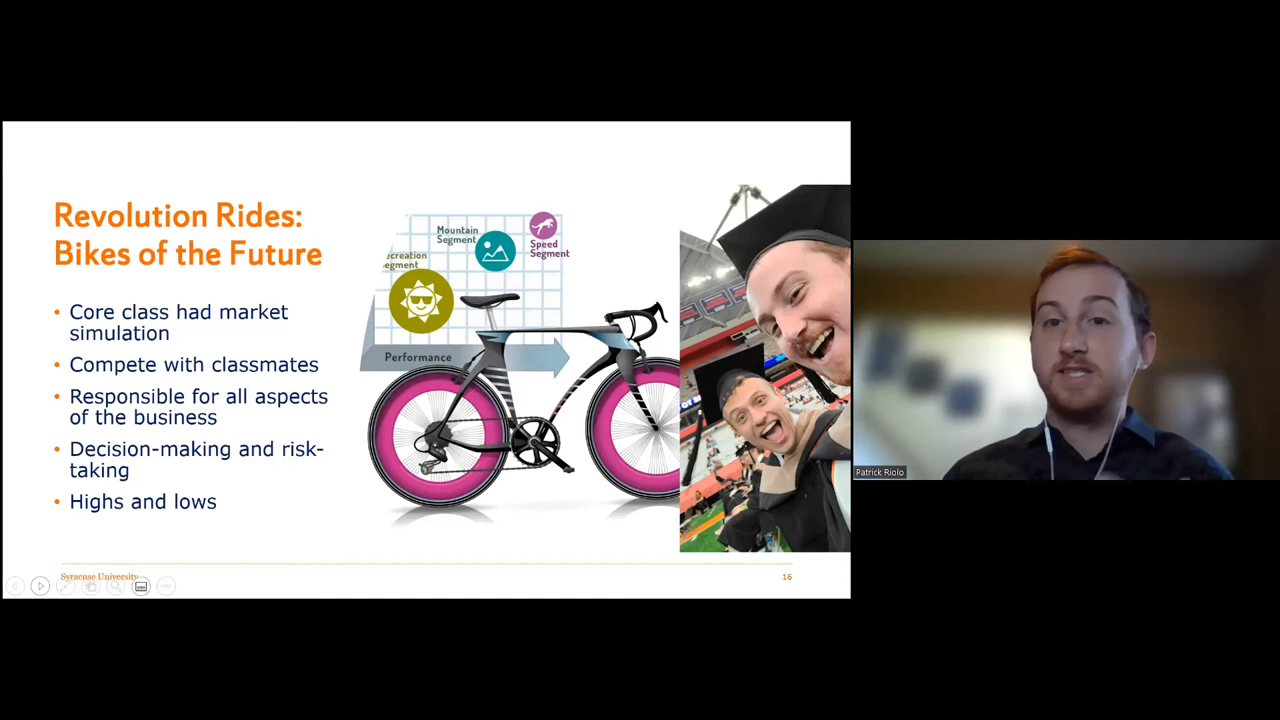 Revolution Rides:
Bikes of the Future
• Core class had market
simulation
• Compete with classmates
• Responsible for all aspects
of the business
• Decision-making and risk-
taking
• Highs and lows
ecreation
egment
Mountain
Segment
Speed
Segment
Performance
Syracuse University
16
Patrick Riolo